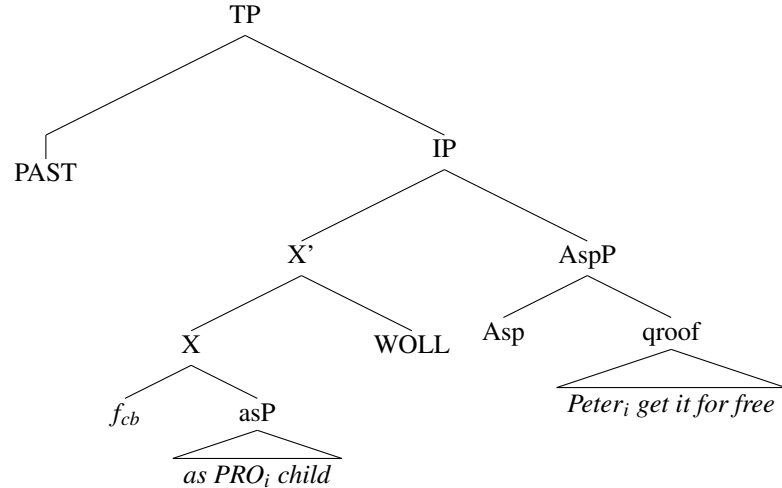 TP
PAST
IP
X'
AspP
X
WOLL
Asp
qroof
f_cb
asP
Peter_i get it for free
as PRO_i child